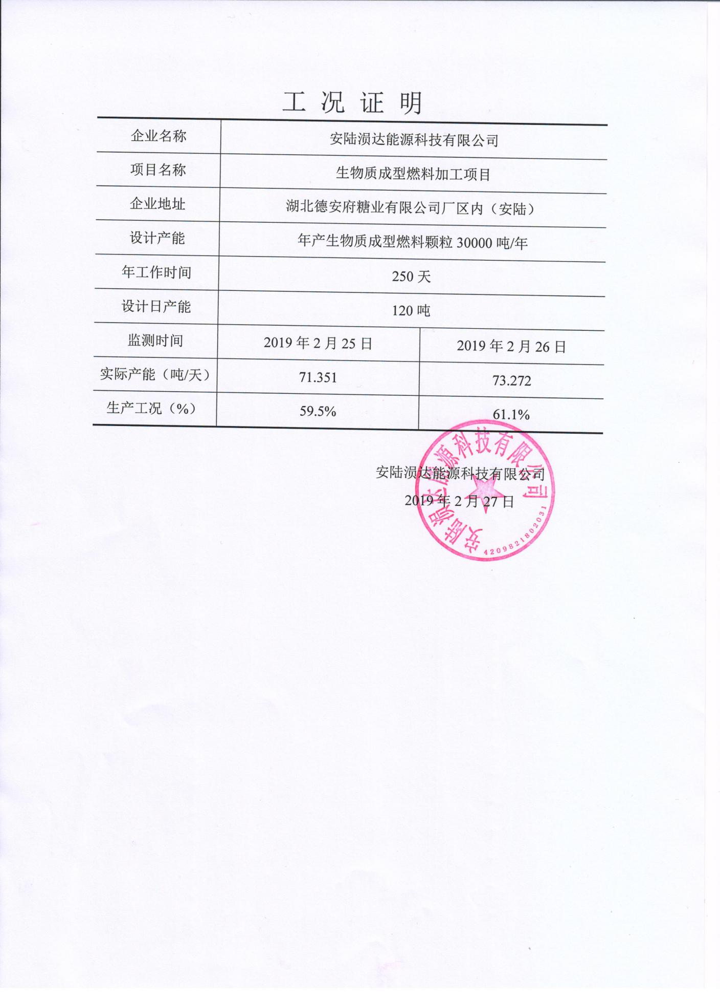 工况证明
企业名称 安陆涢达能源科技有限公司
项目名称 生物质成型燃料加工项目
企业地址 湖北德安府糖业有限公司厂区内（安陆）
设计产能 年产生物质成型燃料颗粒 30000 吨/年
年工作时间 250 天
设计日产能 120 吨
监测时间 2019 年 2 月 25 日 2019 年 2 月 26 日
实际产能（吨/天） 71.351 73.272
生产工况（%） 59.5% 61.1%
安陆涢达能源科技有限公司
2019 年 2 月 27 日
安陆涢达能源科技有限公司
4209821802031